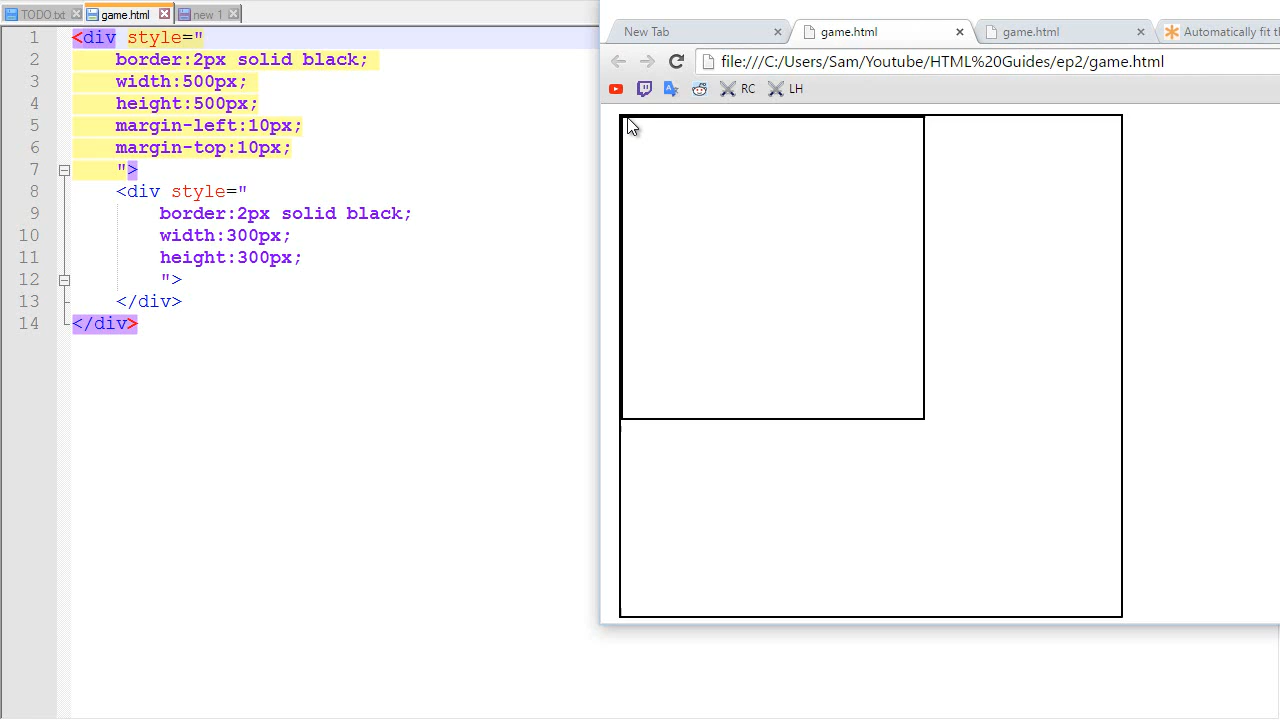 TODO.txt game.html new 1
1 <div style="
2 border:2px solid black;
3 width:500px;
4 height:500px;
5 margin-left:10px;
6 margin-top:10px;
7 ">
8 <div style="
9 border:2px solid black;
10 width:300px;
11 height:300px;
12 ">
13 </div>
14 </div>
New Tab game.html game.html Automatically fit th
file:///C:/Users/Sam/Youtube/HTML%20Guides/ep2/game.html
RC LH